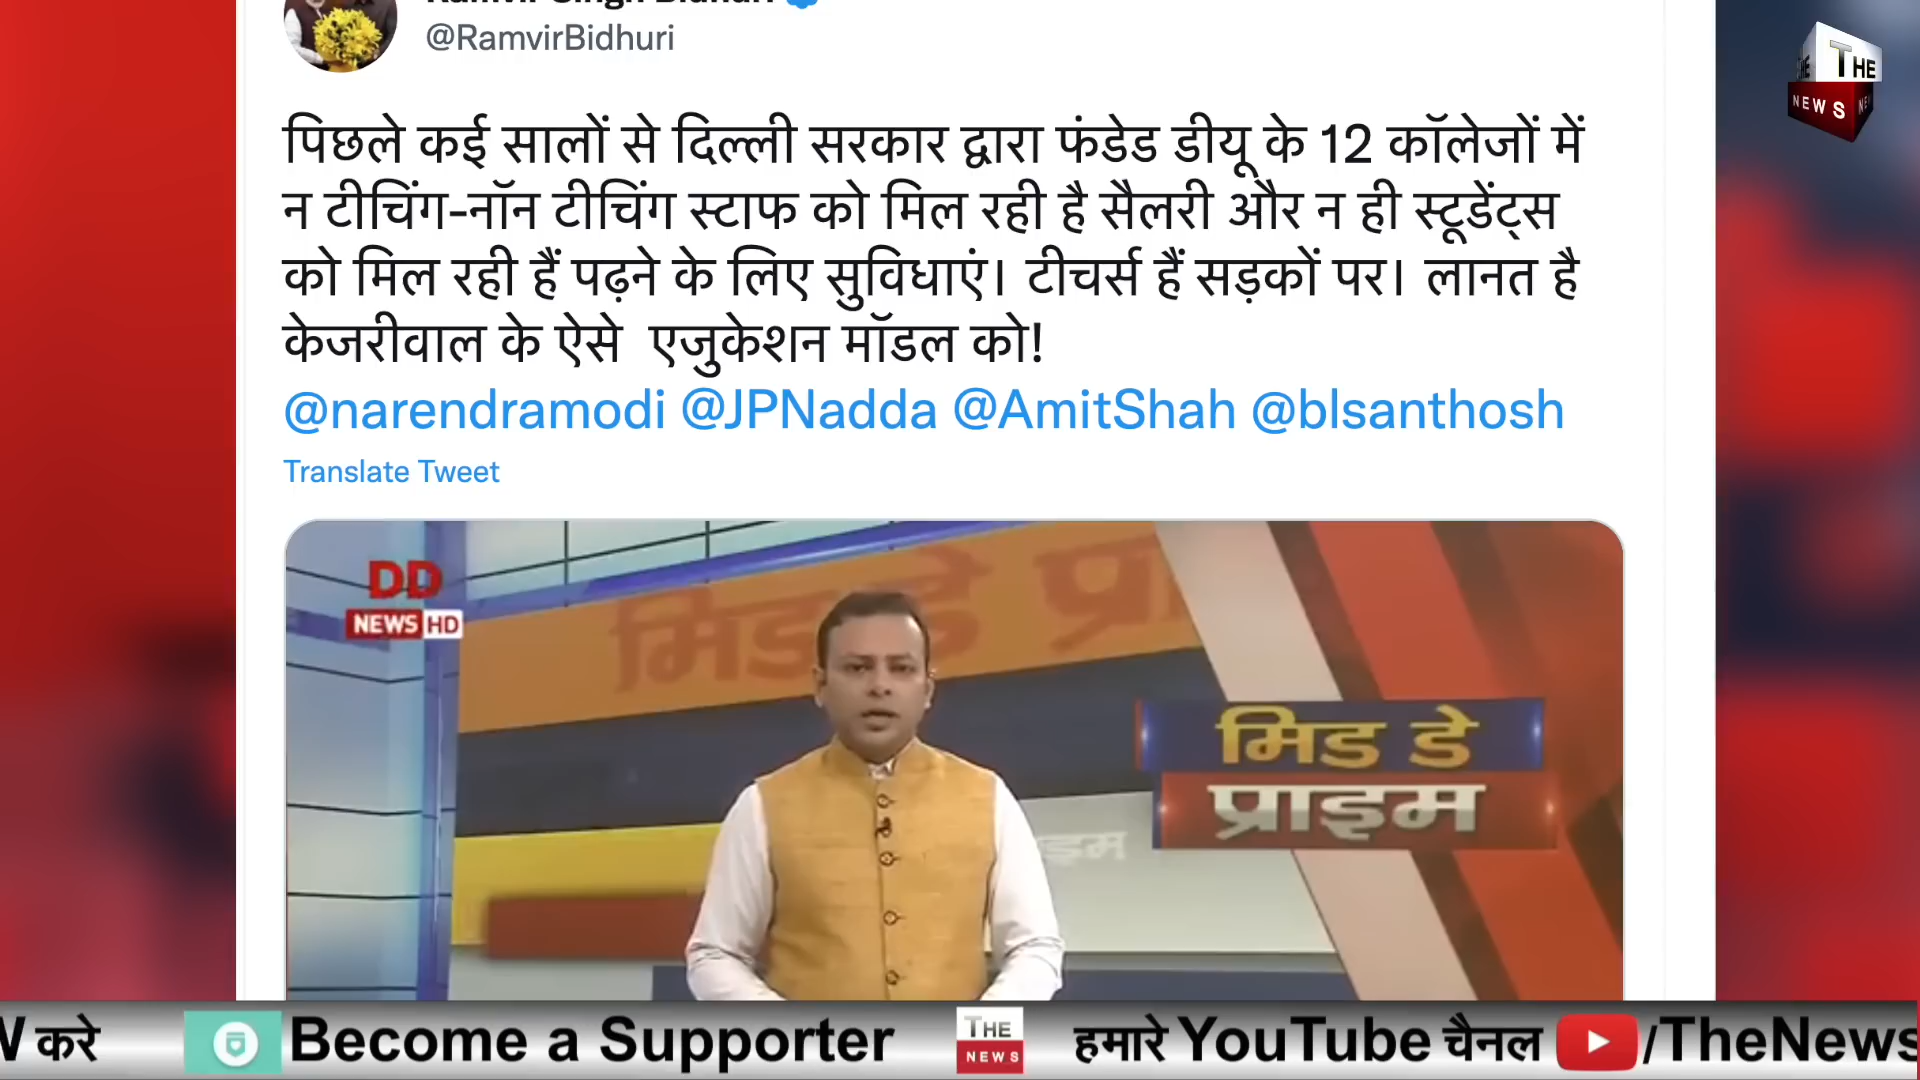 @RamvirBidhuri
THE
NEWS
पिछले कई सालों से दिल्ली सरकार द्वारा फंडेड डीयू के 12 कॉलेजों में
न टीचिंग-नॉन टीचिंग स्टाफ को मिल रही है सैलरी और न ही स्टूडेंट्स
को मिल रही हैं पढ़ने के लिए सुविधाएं। टीचर्स हैं सड़कों पर। लानत है
केजरीवाल के ऐसे एजुकेशन मॉडल को!
@narendramodi @JPNadda @AmitShah @blsanthosh
Translate Tweet
DD
NEWS HD
मिड डे प्रा
मिड डे
प्राइम
करे Become a Supporter THE NEWS हमारे YouTube चैनल /TheNews